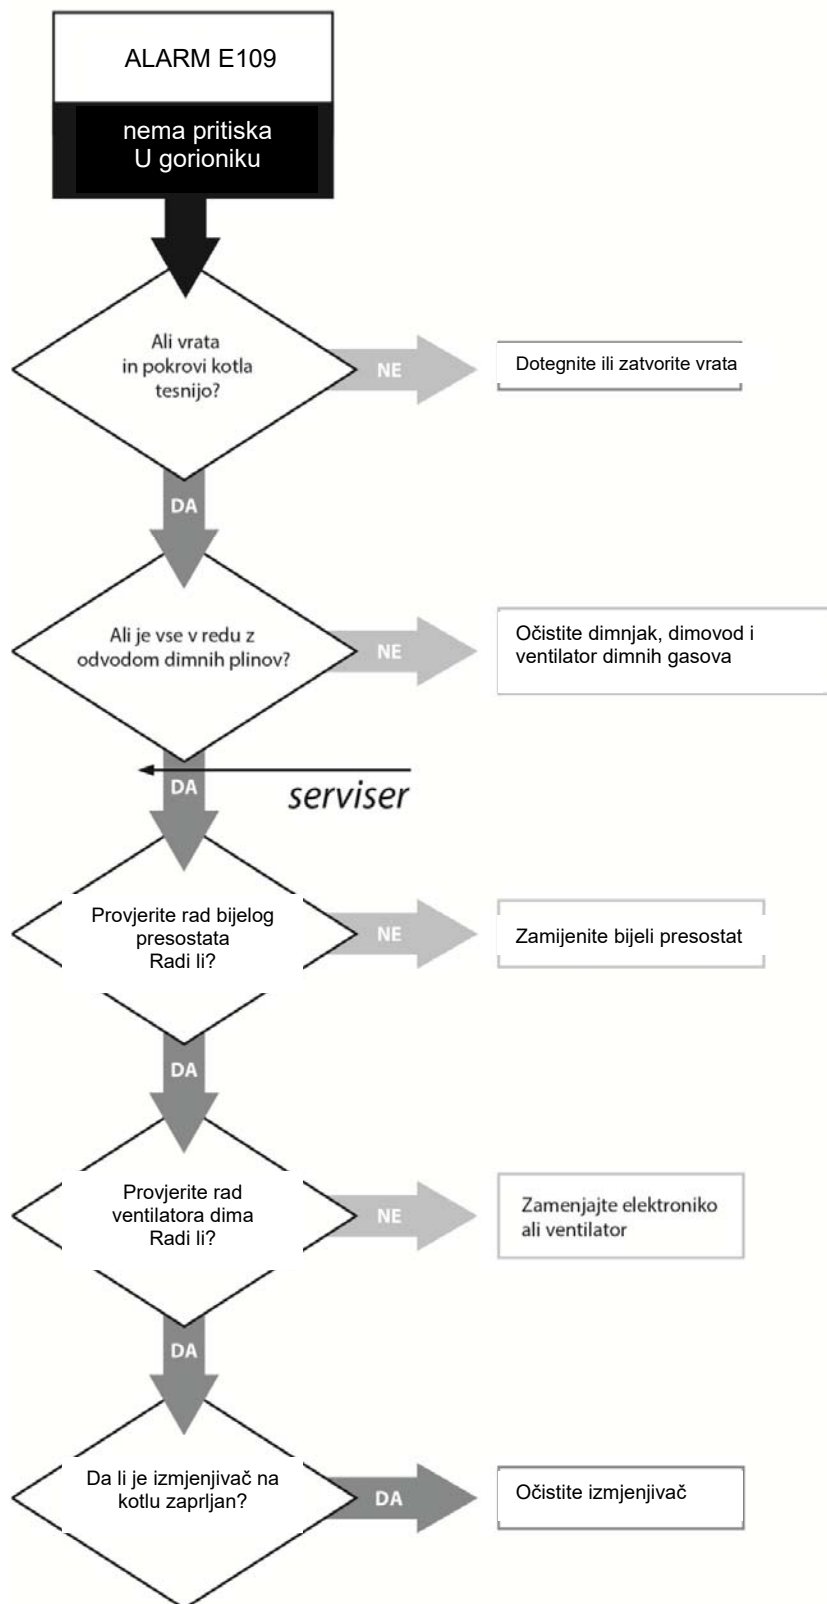 ALARM E109
nema pritiska
U gorioniku
Ali vrata
in pokrovi kotla
tesnijo?
NE
Dotegnite ili zatvorite vrata
DA
Ali je vse v redu z
odvodom dimnih plinov?
NE
Očistite dimnjak, dimovod i
ventilator dimnih gasova
DA
serviser
Provjerite rad bijelog
presostata
Radi li?
NE
Zamijenite bijeli presostat
DA
Provjerite rad
ventilatora dima
Radi li?
NE
Zamenjajte elektroniko
ali ventilator
DA
Da li je izmjenjivač na
kotlu zaprljan?
DA
Očistite izmjenjivač